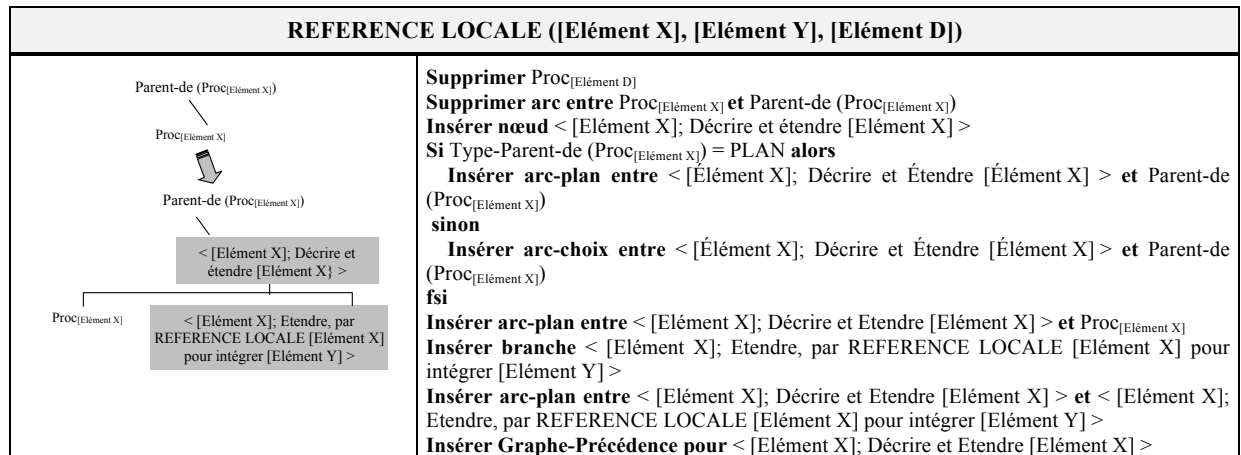 REFERENCE LOCALE ([Elément X], [Elément Y], [Elément D])
Parent-de (Proc[Elément X])
Proc[Elément X]
Parent-de (Proc[Elément X])
< [Elément X]; Décrire et
étendre [Elément X} >
Proc[Elément X]
< [Elément X]; Etendre, par
REFERENCE LOCALE [Elément X]
pour intégrer [Elément Y] >
Supprimer Proc[Elément D]
Supprimer arc entre Proc[Elément X] et Parent-de (Proc[Elément X])
Insérer nœud < [Elément X]; Décrire et étendre [Elément X] >
Si Type-Parent-de (Proc[Elément X]) = PLAN alors
Insérer arc-plan entre < [Élément X]; Décrire et Étendre [Élément X] > et Parent-de
(Proc[Elément X])
sinon
Insérer arc-choix entre < [Élément X]; Décrire et Étendre [Élément X] > et Parent-de
(Proc[Elément X])
fsi
Insérer arc-plan entre < [Elément X]; Décrire et Etendre [Elément X] > et Proc[Elément X]
Insérer branche < [Elément X]; Etendre, par REFERENCE LOCALE [Elément X] pour
intégrer [Elément Y] >
Insérer arc-plan entre < [Elément X]; Décrire et Etendre [Elément X] > et < [Elément X];
Etendre, par REFERENCE LOCALE [Elément X] pour intégrer [Elément Y] >
Insérer Graphe-Précédence pour < [Elément X]; Décrire et Etendre [Elément X] >